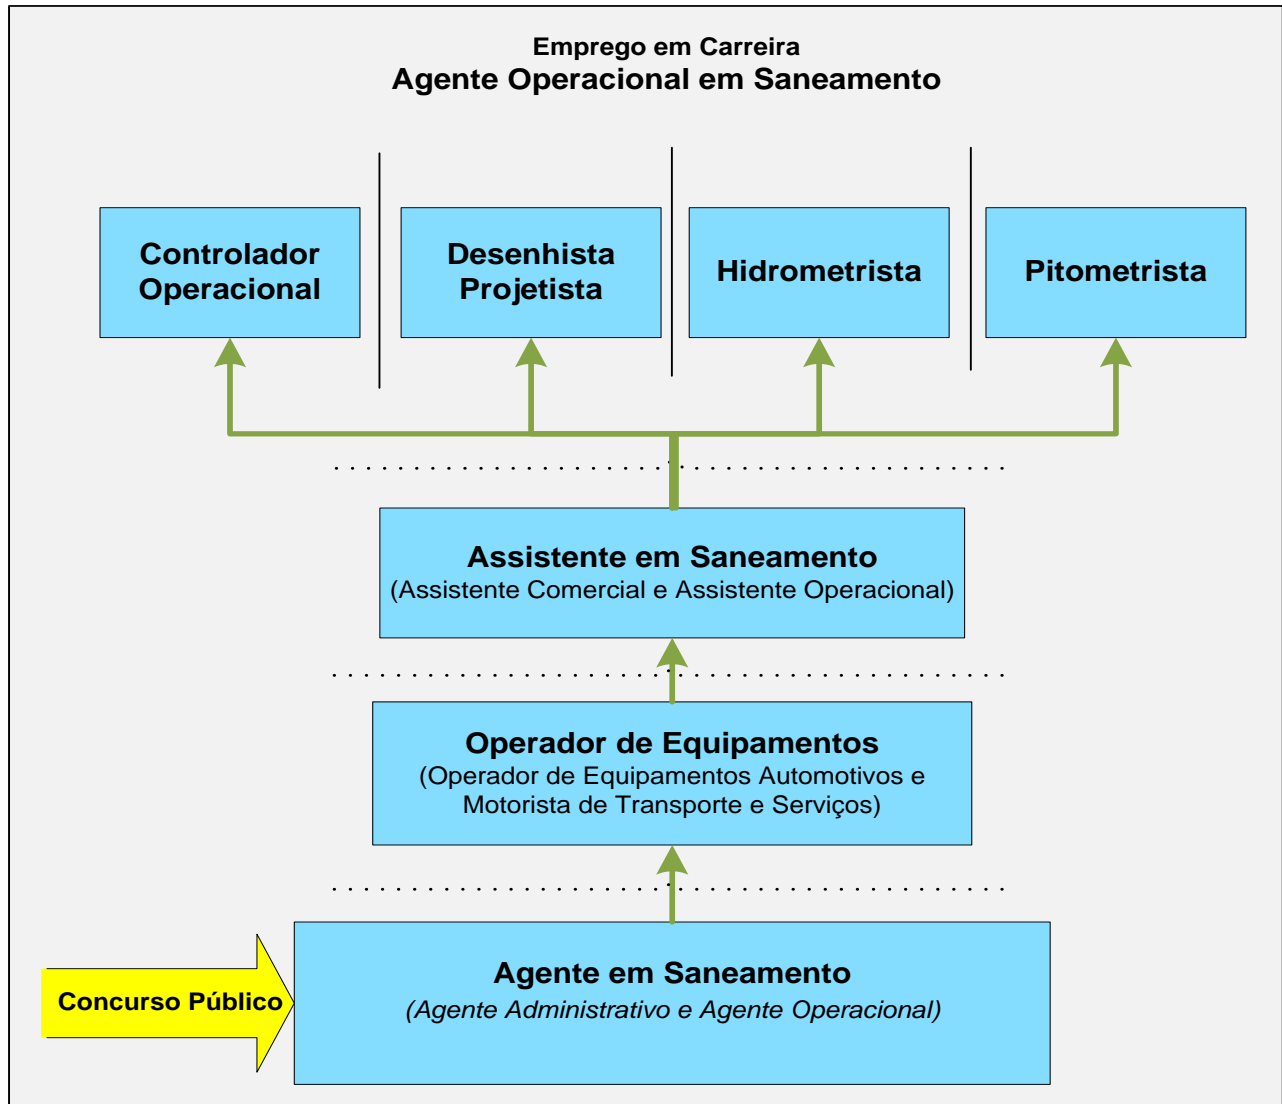 Emprego em Carreira
Agente Operacional em Saneamento
Controlador
Operacional
Desenhista
Projetista
Hidrometrista
Pitometrista
Assistente em Saneamento
(Assistente Comercial e Assistente Operacional)
Operador de Equipamentos
(Operador de Equipamentos Automotivos e
Motorista de Transporte e Serviços)
Concurso Público
Agente em Saneamento
(Agente Administrativo e Agente Operacional)